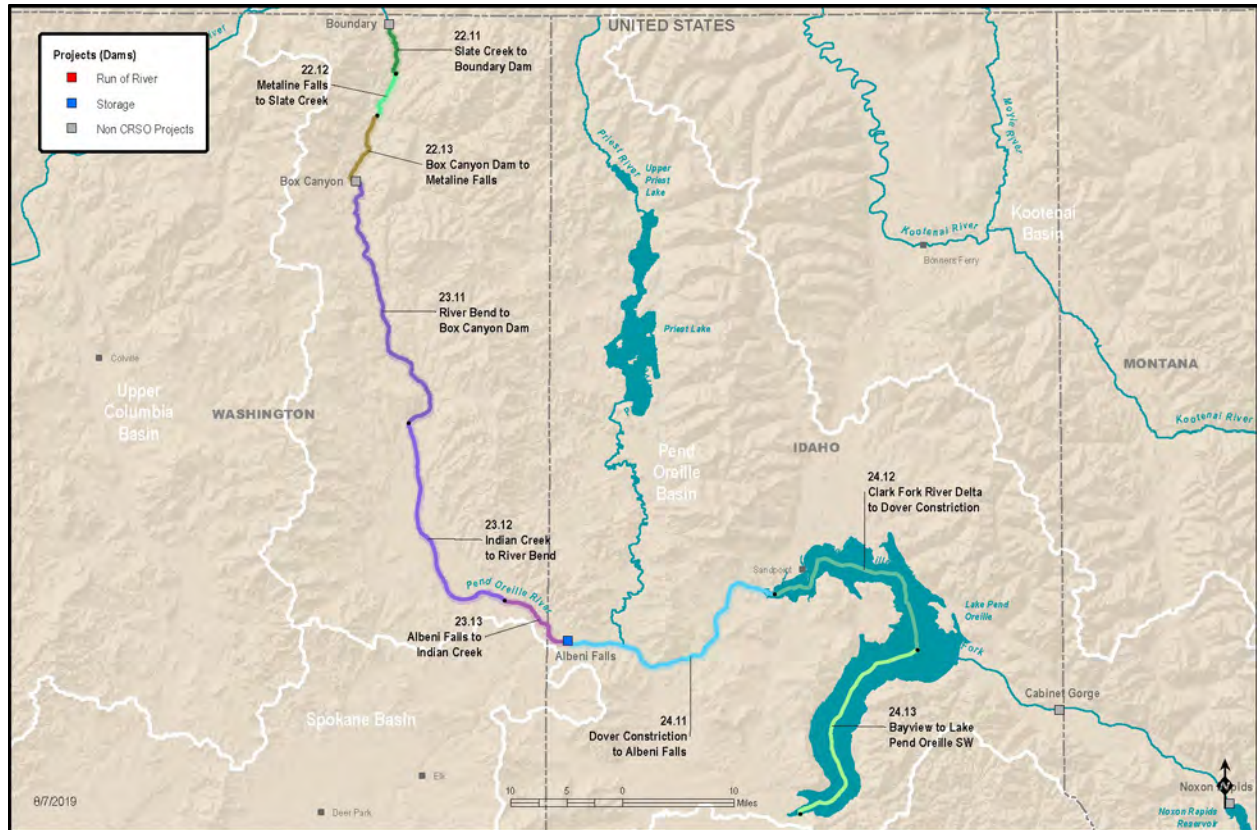 UNITED STATES
Boundary
River
Projects (Dams)
Run of River
Storage
Non CRSO Projects
22.11
Slate Creek to
Boundary Dam
22.12
Metaline Falls
to Slate Creek
22.13
Box Canyon Dam to
Metaline Falls
Box Canyon
Priest River
Upper
Priest
Lake
Moyie River
Kootenai River
Kootenai
Basin
Bonners Ferry
23.11
River Bend to
Box Canyon Dam
Priest Lake
Colville
Upper
Columbia
Basin
WASHINGTON
MONTANA
Kootenai River
Pend
Oreille
Basin
IDAHO
24.12
Clark Fork River Delta
to Dover Constriction
23.12
Indian Creek
to River Bend
Sandpoint
Pend Oreille River
Lake Pend
Oreille
23.13
Albeni Falls to
Indian Creek
Albeni Falls
Fork
Cabinet Gorge
24.11
Dover Constriction
to Albeni Falls
24.13
Bayview to Lake
Pend Oreille SW
Spokane Basin
Elk
Deer Park
8/7/2019
10 5 0 10
Miles
N
Noxon Rapids
Noxon Rapids
Reservoir